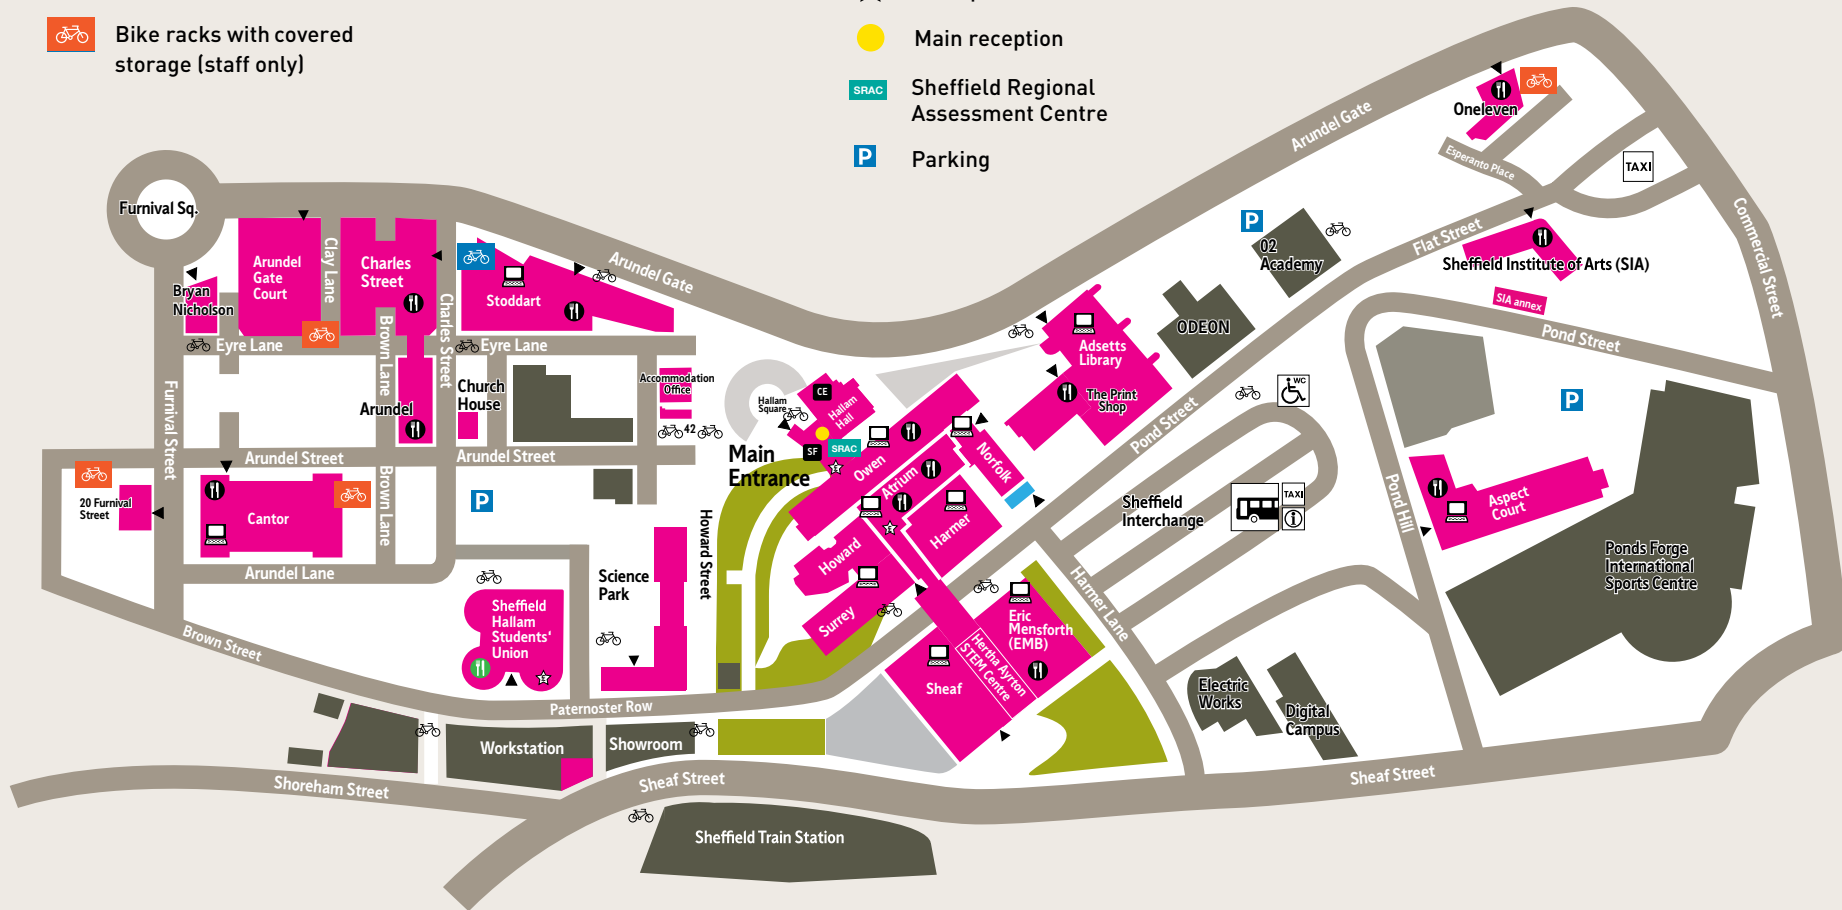 Bike racks with covered
storage (staff only)
Main reception
SRAC
Sheffield Regional
Assessment Centre
P
Parking
Furnival Sq.
Arundel
Gate
Court
Clay Lane
Charles
Street
Bryan
Nicholson
Stoddart
Arundel Gate
Eyre Lane
Brown Lane
Charles Street
Eyre Lane
Arundel
Church
House
Accommodation
Office
42
Furnival Street
Arundel Street
Arundel Street
20 Furnival
Street
Cantor
Brown Lane
P
Arundel Lane
Brown Street
Sheffield
Hallam
Students'
Union
Science
Park
Howard Street
Paternoster Row
Workstation
Showroom
Shoreham Street
Sheaf Street
Sheffield Train Station
Hallam
Square
CE
Hallam
Hall
SF
SRAC
Main
Entrance
Owen
Atrium
Norfolk
Harmer
Howard
Surrey
Sheaf
Hertha Ayrton
STEM Centre
Eric
Mensforth
(EMB)
Harmer Lane
Adsetts
Library
The Print
Shop
ODEON
P
02
Academy
Arundel Gate
Pond Street
Flat Street
WC
Sheffield
Interchange
TAXI
i
Oneleven
Esperanto Place
TAXI
Commercial Street
Sheffield Institute of Arts (SIA)
SIA annex
Pond Street
P
Pond Hill
Aspect
Court
Ponds Forge
International
Sports Centre
Electric
Works
Digital
Campus
Sheaf Street